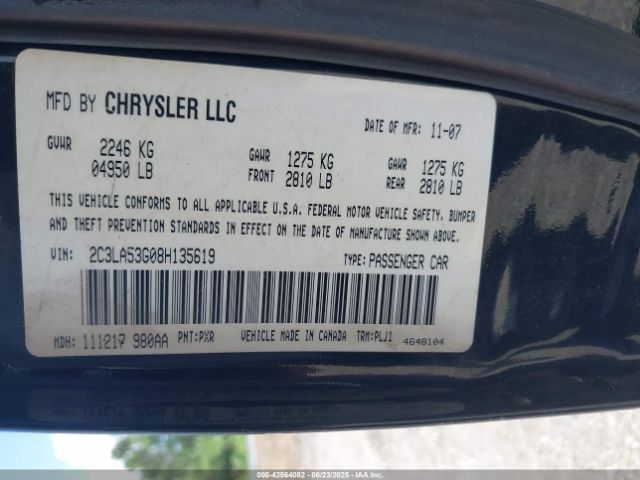 MFD BY CHRYSLER LLC
DATE OF MFR: 11-07
GVWR 2246 KG 04950 LB
GAWR FRONT 1275 KG 2810 LB
GAWR REAR 1275 KG 2810 LB
THIS VEHICLE CONFORMS TO ALL APPLICABLE U.S.A. FEDERAL MOTOR VEHICLE SAFETY, BUMPER
AND THEFT PREVENTION STANDARDS IN EFFECT ON THE DATE OF MANUFACTURE SHOWN ABOVE.
VIN: 2C3LA53G08H135619 TYPE: PASSENGER CAR
MDH: 111217 980AA PNT:PXR VEHICLE MADE IN CANADA TRM:PLJ1 4648104
000-42564082 - 06/23/2025 - IAA